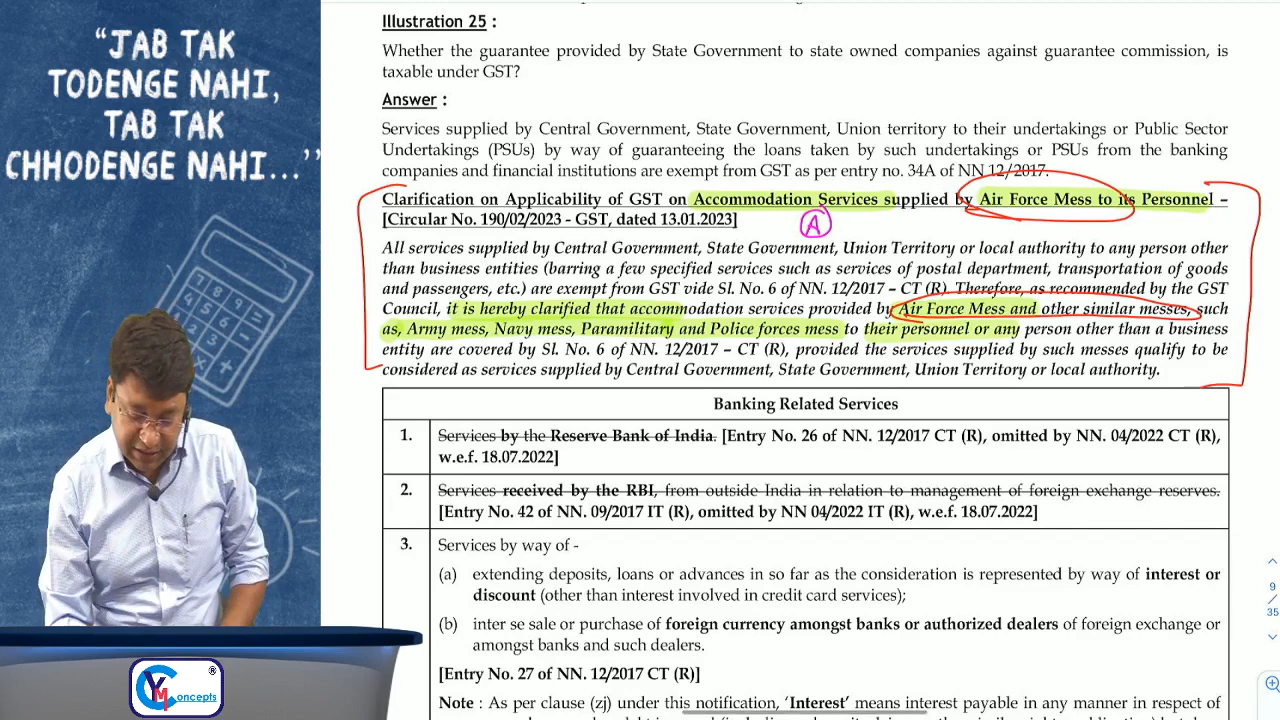 “JAB TAK
TODENGE NAHI,
TAB TAK
CHHODENGE NAHI...’’
Illustration 25 :
Whether the guarantee provided by State Government to state owned companies against guarantee commission, is
taxable under GST?
Answer :
Services supplied by Central Government, State Government, Union territory to their undertakings or Public Sector
Undertakings (PSUs) by way of guaranteeing the loans taken by such undertakings or PSUs from the banking
companies and financial institutions are exempt from GST as per entry no. 34A of NN 12/2017.
Clarification on Applicability of GST on Accommodation Services supplied by Air Force Mess to its Personnel –
[Circular No. 190/02/2023 - GST, dated 13.01.2023]
A
All services supplied by Central Government, State Government, Union Territory or local authority to any person other
than business entities (barring a few specified services such as services of postal department, transportation of goods
and passengers, etc.) are exempt from GST vide Sl. No. 6 of NN. 12/2017 – CT (R). Therefore, as recommended by the GST
Council, it is hereby clarified that accommodation services provided by Air Force Mess and other similar messes, such
as, Army mess, Navy mess, Paramilitary and Police forces mess to their personnel or any person other than a business
entity are covered by Sl. No. 6 of NN. 12/2017 – CT (R), provided the services supplied by such messes qualify to be
considered as services supplied by Central Government, State Government, Union Territory or local authority.
Banking Related Services
1. Services by the Reserve Bank of India. [Entry No. 26 of NN. 12/2017 CT (R), omitted by NN. 04/2022 CT (R),
w.e.f. 18.07.2022]
2. Services received by the RBI, from outside India in relation to management of foreign exchange reserves.
[Entry No. 42 of NN. 09/2017 IT (R), omitted by NN 04/2022 IT (R), w.e.f. 18.07.2022]
3. Services by way of -
(a) extending deposits, loans or advances in so far as the consideration is represented by way of interest or
discount (other than interest involved in credit card services);
(b) inter se sale or purchase of foreign currency amongst banks or authorized dealers of foreign exchange or
amongst banks and such dealers.
[Entry No. 27 of NN. 12/2017 CT (R)]
Note : As per clause (zj) under this notification, ‘Interest’ means interest payable in any manner in respect of
9
/
35
YM Concepts
®